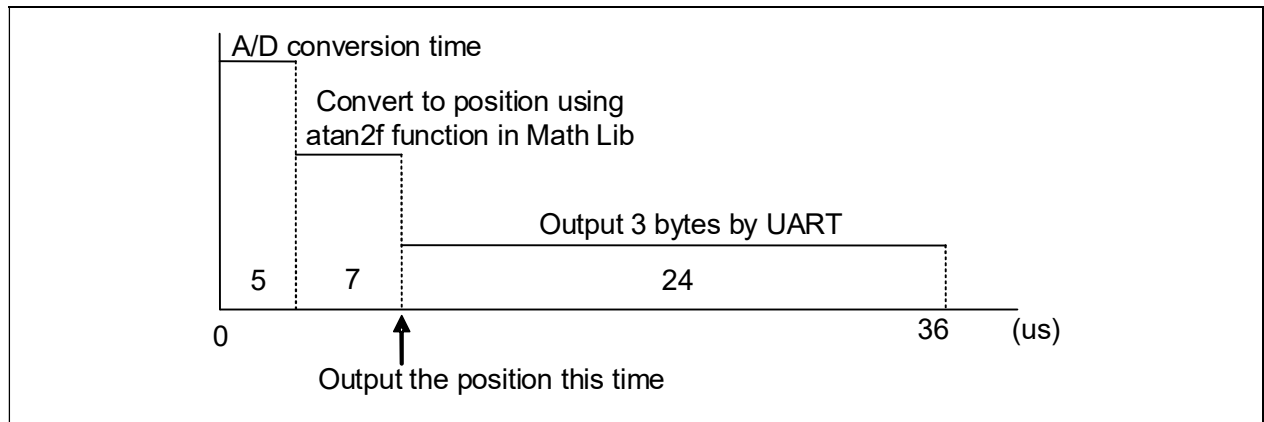 A/D conversion time
Convert to position using
atan2f function in Math Lib
Output 3 bytes by UART
5
7
24
0
36
(us)
Output the position this time